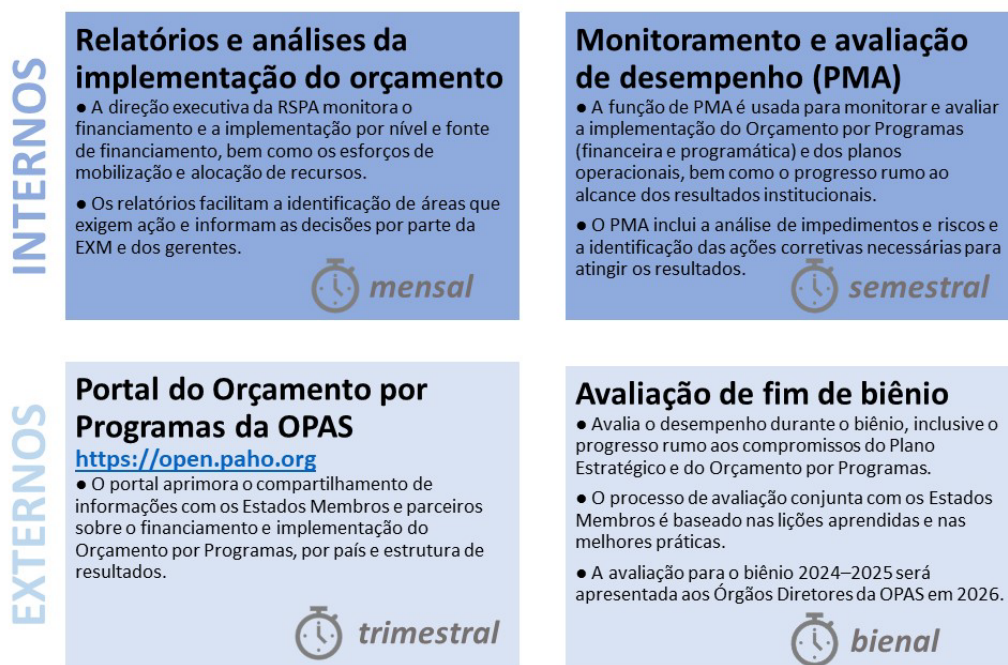 INTERNOS
Relatórios e análises da
implementação do orçamento
● A direção executiva da RSPA monitora o
financiamento e a implementação por nível e fonte
de financiamento, bem como os esforços de
mobilização e alocação de recursos.
● Os relatórios facilitam a identificação de áreas que
exigem ação e informam as decisões por parte da
EXM e dos gerentes.
mensal
Monitoramento e avaliação
de desempenho (PMA)
● A função de PMA é usada para monitorar e avaliar
a implementação do Orçamento por Programas
(financeira e programática) e dos planos
operacionais, bem como o progresso rumo ao
alcance dos resultados institucionais.
● O PMA inclui a análise de impedimentos e riscos e
a identificação das ações corretivas necessárias para
atingir os resultados.
semestral
EXTERNOS
Portal do Orçamento por
Programas da OPAS
https://open.paho.org
● O portal aprimora o compartilhamento de
informações com os Estados Membros e parceiros
sobre o financiamento e implementação do
Orçamento por Programas, por país e estrutura de
resultados.
trimestral
Avaliação de fim de biênio
● Avalia o desempenho durante o biênio, inclusive o
progresso rumo aos compromissos do Plano
Estratégico e do Orçamento por Programas.
● O processo de avaliação conjunta com os Estados
Membros é baseado nas lições aprendidas e nas
melhores práticas.
● A avaliação para o biênio 2024–2025 será
apresentada aos Órgãos Diretores da OPAS em 2026.
bienal